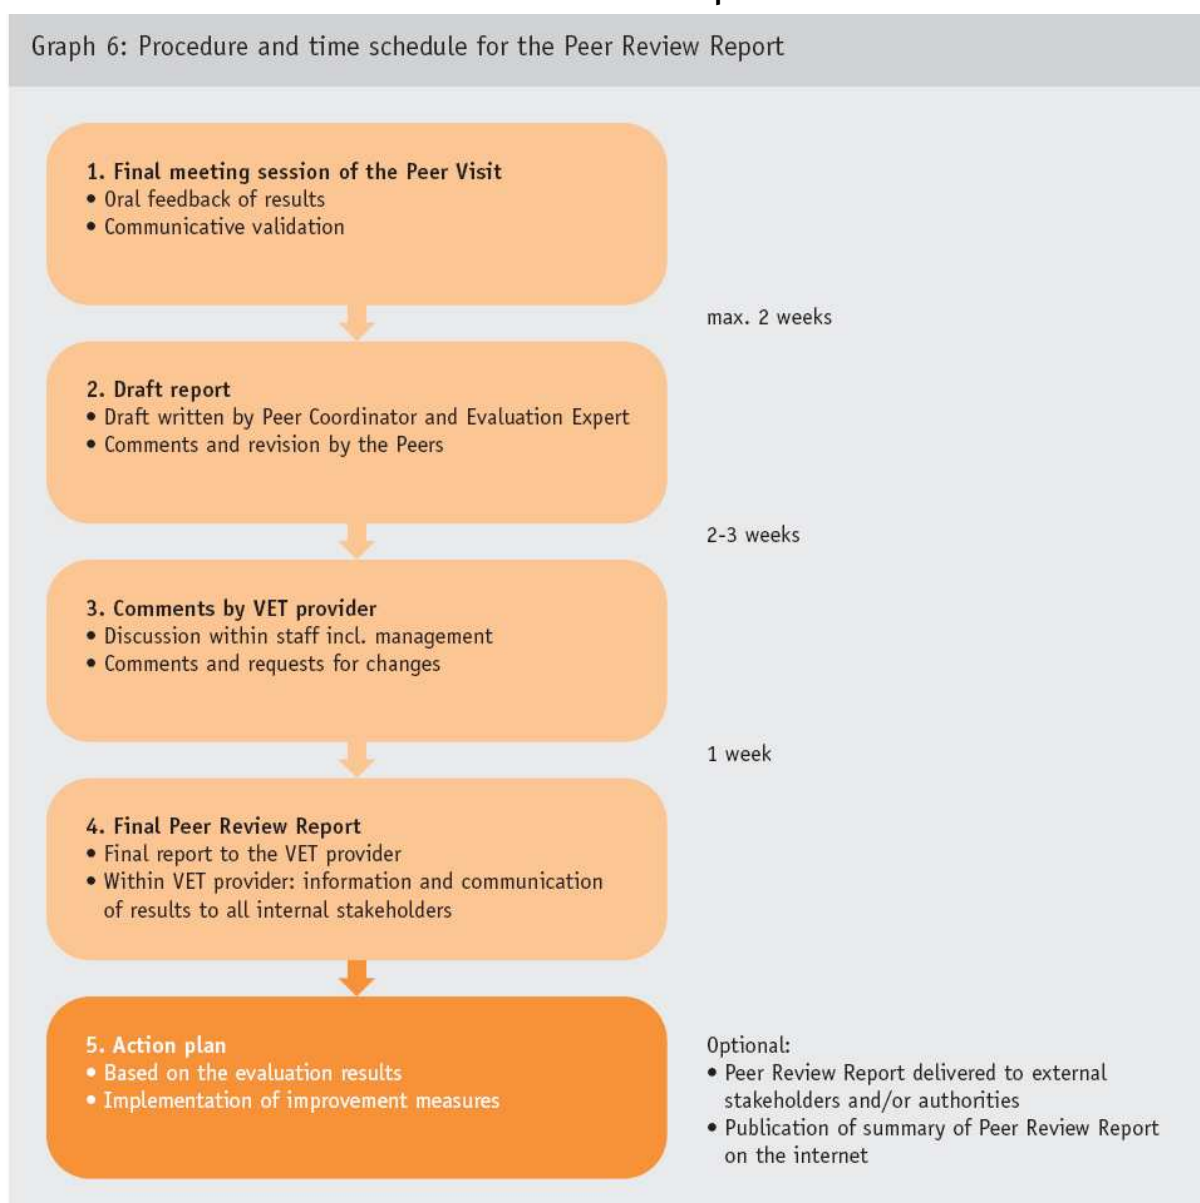 Graph 6: Procedure and time schedule for the Peer Review Report
1. Final meeting session of the Peer Visit
• Oral feedback of results
• Communicative validation
max. 2 weeks
2. Draft report
• Draft written by Peer Coordinator and Evaluation Expert
• Comments and revision by the Peers
2-3 weeks
3. Comments by VET provider
• Discussion within staff incl. management
• Comments and requests for changes
1 week
4. Final Peer Review Report
• Final report to the VET provider
• Within VET provider: information and communication
of results to all internal stakeholders
5. Action plan
• Based on the evaluation results
• Implementation of improvement measures
Optional:
• Peer Review Report delivered to external
stakeholders and/or authorities
• Publication of summary of Peer Review Report
on the internet